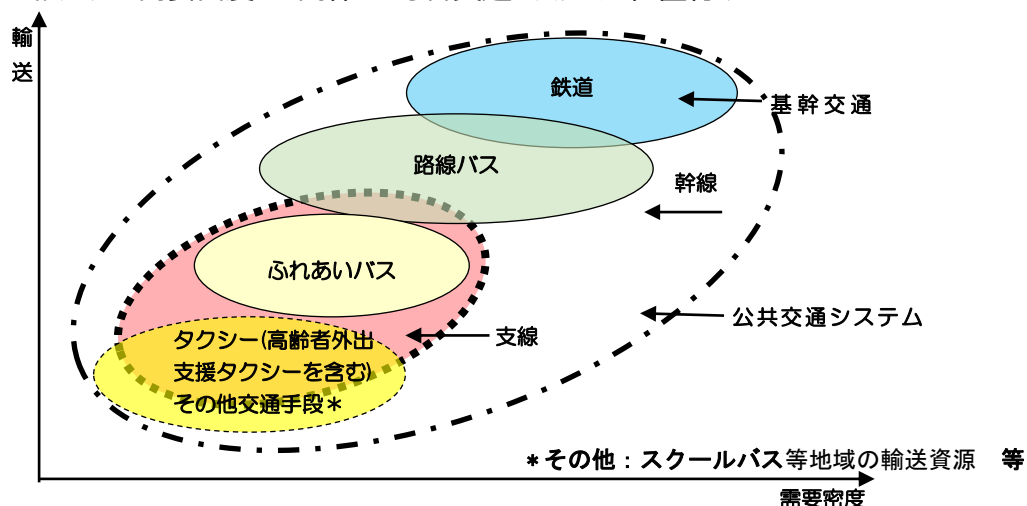 輸
送
鉄道
基幹交通
路線バス
幹線
ふれあいバス
公共交通システム
タクシー(高齢者外出
支援タクシーを含む)
その他交通手段＊
支線
＊その他：スクールバス等地域の輸送資源　等
需要密度